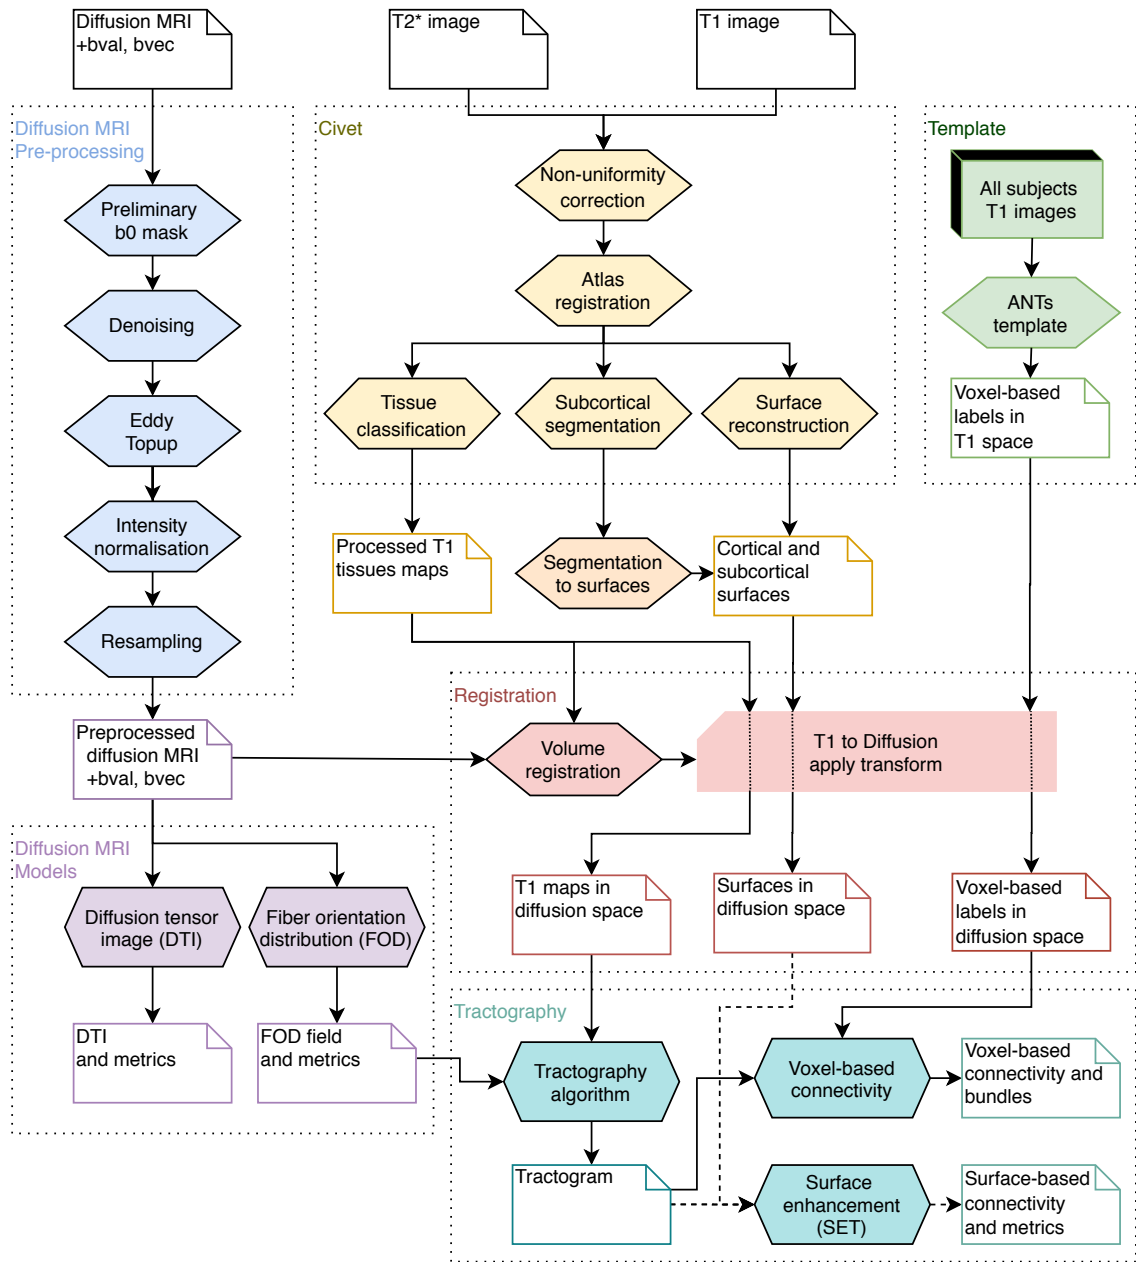 Diffusion MRI
+bval, bvec
T2* image
T1 image
Diffusion MRI
Pre-processing
Civet
Template
Preliminary
b0 mask
Denoising
Eddy
Topup
Intensity
normalisation
Resampling
Non-uniformity
correction
Atlas
registration
Tissue
classification
Subcortical
segmentation
Surface
reconstruction
All subjects
T1 images
ANTs
template
Voxel-based
labels in
T1 space
Processed T1
tissues maps
Segmentation
to surfaces
Cortical and
subcortical
surfaces
Registration
Preprocessed
diffusion MRI
+bval, bvec
Volume
registration
T1 to Diffusion
apply transform
Diffusion MRI
Models
Diffusion tensor
image (DTI)
Fiber orientation
distribution (FOD)
T1 maps in
diffusion space
Surfaces in
diffusion space
Voxel-based
labels in
diffusion space
Tractography
DTI
and metrics
FOD field
and metrics
Tractography
algorithm
Voxel-based
connectivity
Voxel-based
connectivity and
bundles
Tractogram
Surface
enhancement
(SET)
Surface-based
connectivity
and metrics